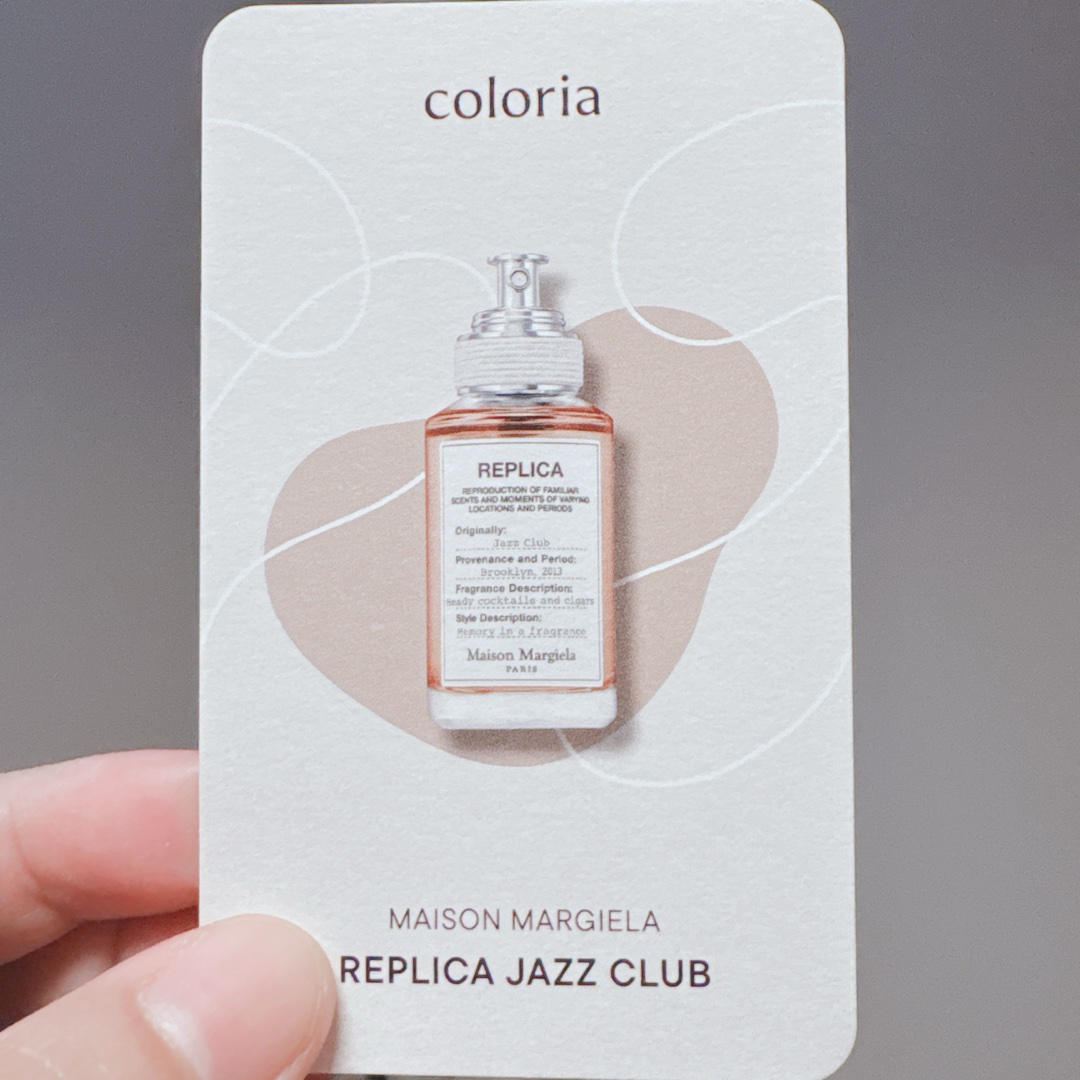 coloria
REPLICA
REPRODUCTION OF FAMILIAR
SCENTS AND MOMENTS OF VARYING
LOCATIONS AND PERIODS
Originally:
Jazz Club
Provenance and Period:
Brooklyn, 2013
Fragrance Description:
Heady cocktails and cigars
Style Description:
Memory in a fragrance
Maison Margiela
PARIS
MAISON MARGIELA
REPLICA JAZZ CLUB